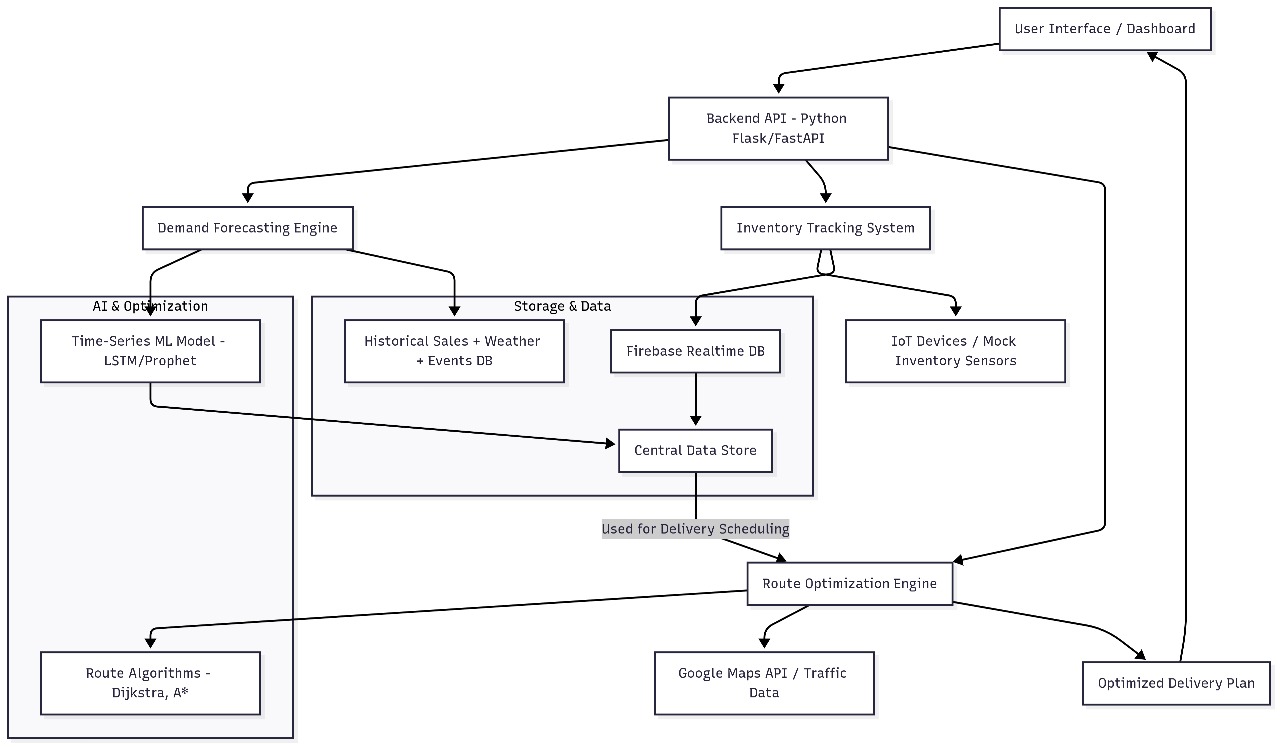 User Interface / Dashboard
Backend API - Python
Flask/FastAPI
Demand Forecasting Engine
Inventory Tracking System
AI & Optimization
Storage & Data
Time-Series ML Model -
LSTM/Prophet
Historical Sales + Weather
+ Events DB
Firebase Realtime DB
IoT Devices / Mock
Inventory Sensors
Central Data Store
Used for Delivery Scheduling
Route Optimization Engine
Route Algorithms -
Dijkstra, A*
Google Maps API / Traffic
Data
Optimized Delivery Plan